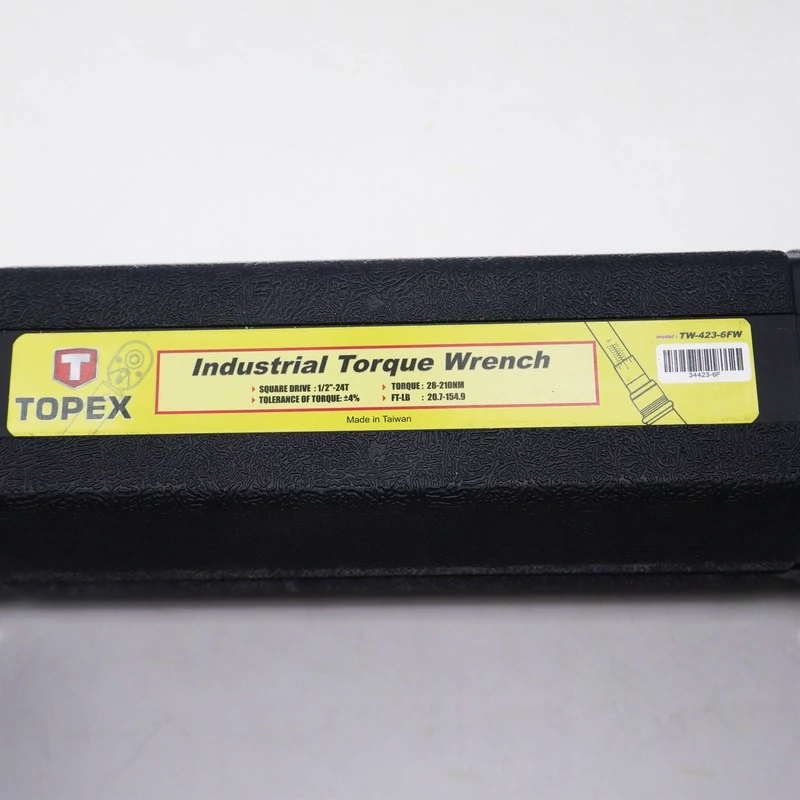 T
TOPEX
Industrial Torque Wrench
SQUARE DRIVE : 1/2"-24T
TOLERANCE OF TORQUE: ±4%
TORQUE : 28-210NM
FT-LB : 20.7-154.9
Made in Taiwan
model : TW-423-6FW
34423-6F